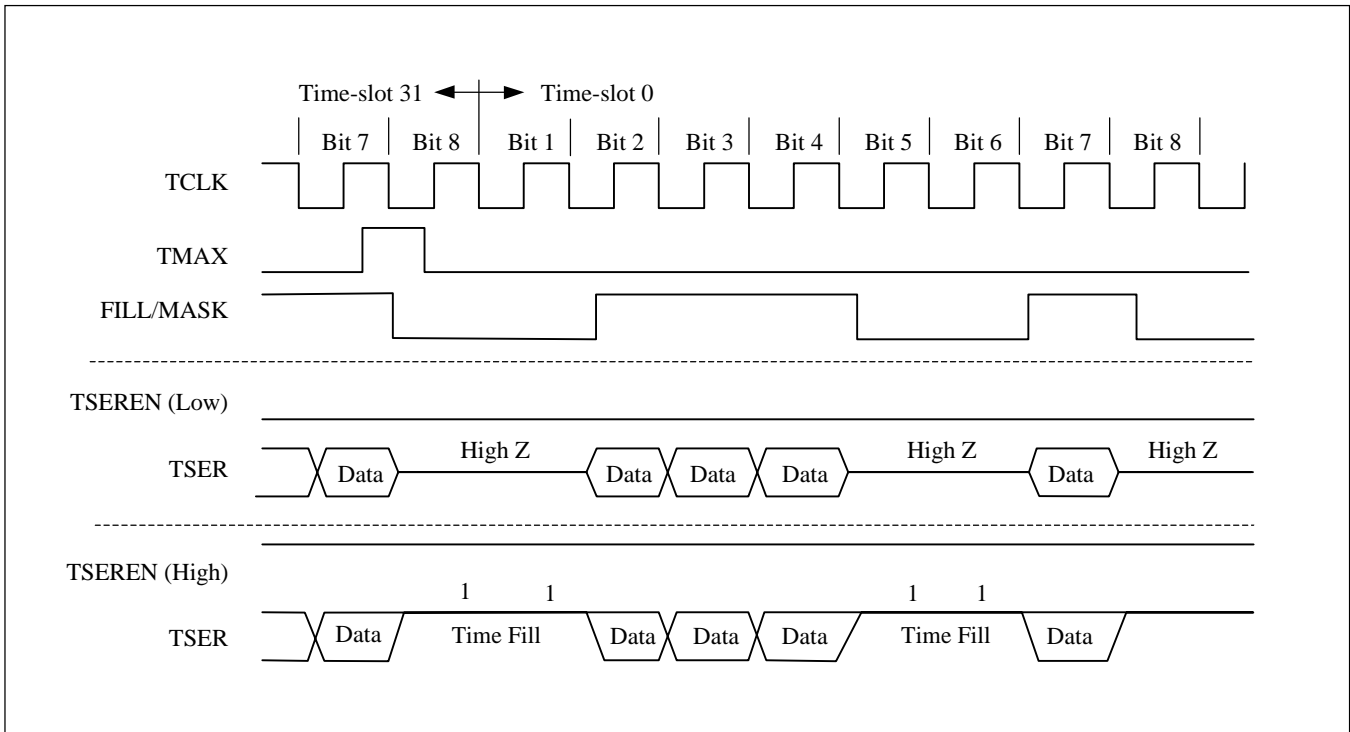 Time-slot 31 Time-slot 0
Bit 7 Bit 8 Bit 1 Bit 2 Bit 3 Bit 4 Bit 5 Bit 6 Bit 7 Bit 8
TCLK
TMAX
FILL/MASK
TSEREN (Low)
High Z High Z High Z
TSER Data Data Data Data Data
TSEREN (High)
1 1 1 1
TSER Data Time Fill Data Data Data Time Fill Data